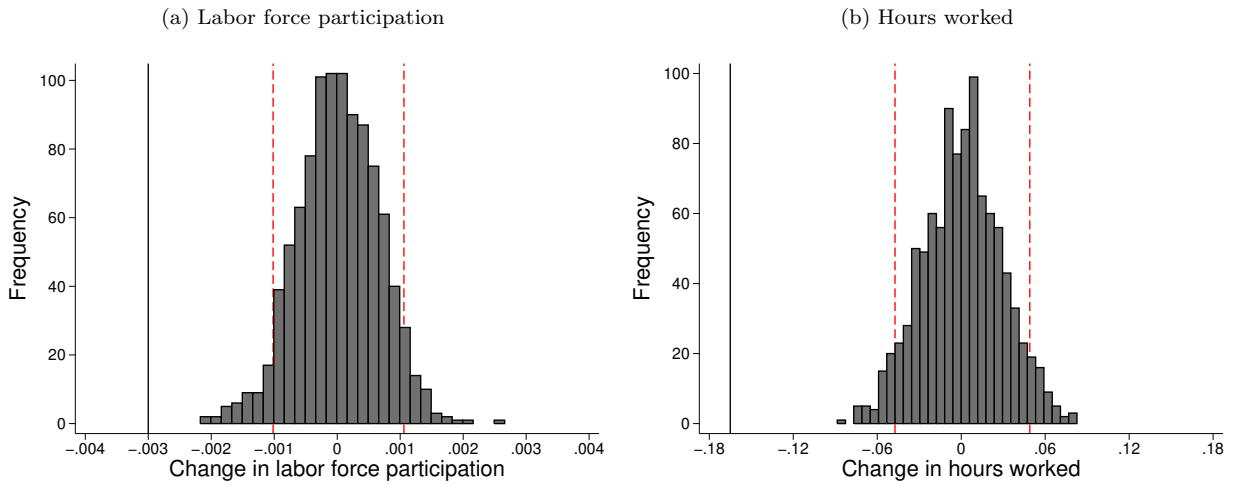 (a) Labor force participation
Frequency
100
80
60
40
20
0
-.004 -.003 -.002 -.001 0 .001 .002 .003 .004
Change in labor force participation
(b) Hours worked
Frequency
100
80
60
40
20
0
-.18 -.12 -.06 0 .06 .12 .18
Change in hours worked